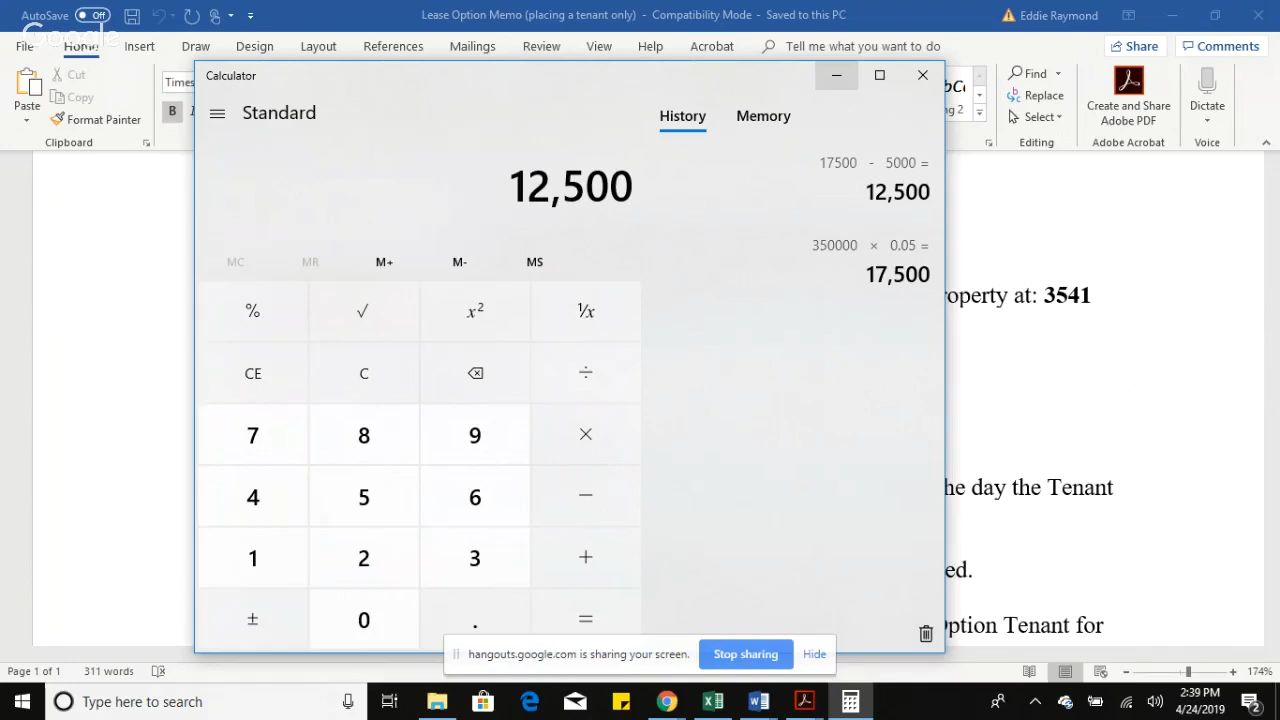 AutoSave Off
Lease Option Memo (placing a tenant only) - Compatibility Mode - Saved to this PC
Eddie Raymond
Google
File Home Insert Draw Design Layout References Mailings Review View Help Acrobat Tell me what you want to do Share Comments
Paste
Cut
Copy
Format Painter
Clipboard
Times
B
ng 2
Find
Replace
Select
Editing
Create and Share
Adobe PDF
Adobe Acrobat
Dictate
Voice
Calculator
Standard
History Memory
12,500
17500 - 5000 =
12,500
350000 × 0.05 =
17,500
MC MR M+ M- MS
% √ x² ⅟x
CE C ÷
7 8 9 ×
4 5 6 −
1 2 3 +
± 0 . =
roperty at: 3541
he day the Tenant
ed.
Option Tenant for
hangouts.google.com is sharing your screen. Stop sharing Hide
Page 1 of 1 311 words
174%
Type here to search
2:39 PM
4/24/2019
2